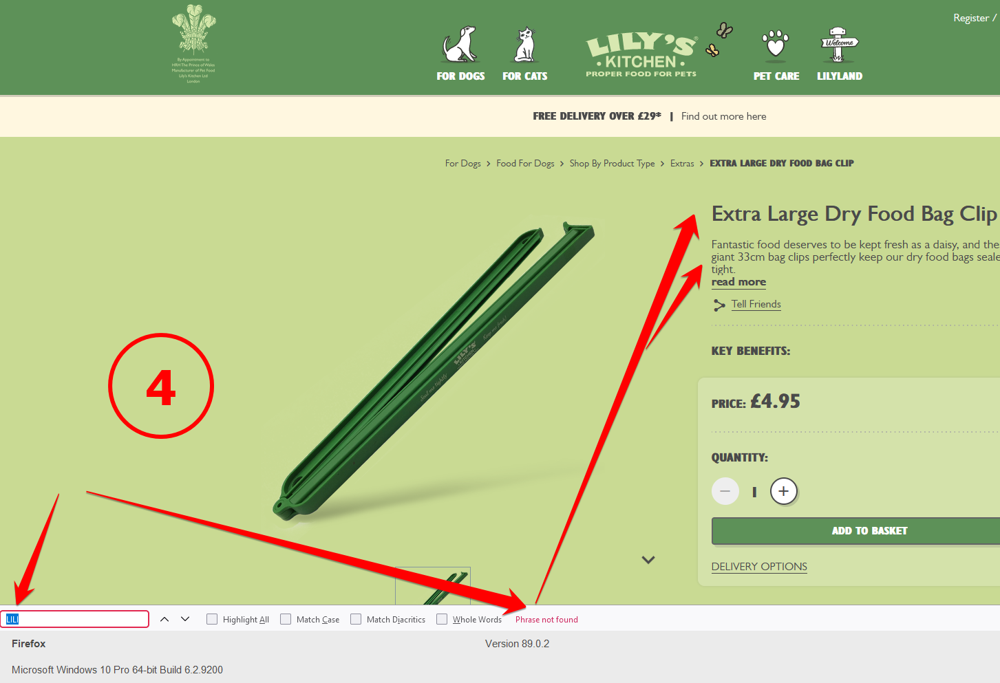 Register /
By Appointment to
HRH The Prince of Wales
Manufacturer of Pet Food
Lily's Kitchen Ltd
London
FOR DOGS
FOR CATS
LILY'S®
• KITCHEN •
PROPER FOOD FOR PETS
Welcome
PET CARE
LILYLAND
FREE DELIVERY OVER £29* | Find out more here
For Dogs > Food For Dogs > Shop By Product Type > Extras > EXTRA LARGE DRY FOOD BAG CLIP
Extra Large Dry Food Bag Clip
Fantastic food deserves to be kept fresh as a daisy, and the
giant 33cm bag clips perfectly keep our dry food bags seale
tight.
read more
Tell Friends
KEY BENEFITS:
Keep me fresh!
LILY'S
KITCHEN
Seal me tightly
4
PRICE: £4.95
QUANTITY:
1
ADD TO BASKET
DELIVERY OPTIONS
LILI
Highlight All
Match Case
Match Diacritics
Whole Words
Phrase not found
Firefox
Version 89.0.2
Microsoft Windows 10 Pro 64-bit Build 6.2.9200